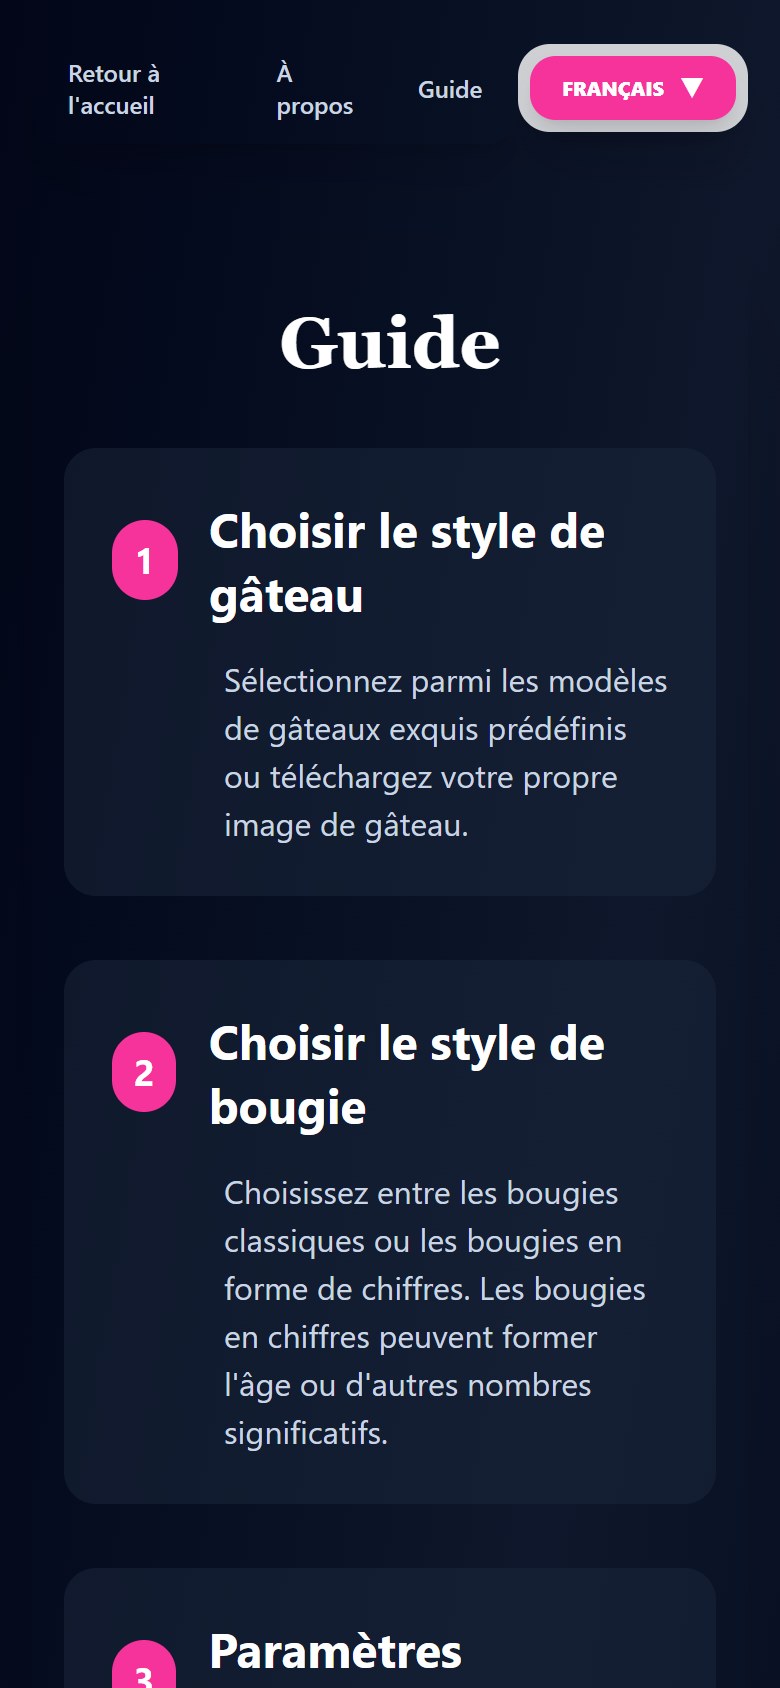 Retour à
l'accueil
À
propos
Guide
FRANÇAIS ▼
Guide
1
Choisir le style de
gâteau
Sélectionnez parmi les modèles
de gâteaux exquis prédéfinis
ou téléchargez votre propre
image de gâteau.
2
Choisir le style de
bougie
Choisissez entre les bougies
classiques ou les bougies en
forme de chiffres. Les bougies
en chiffres peuvent former
l'âge ou d'autres nombres
significatifs.
3
Paramètres